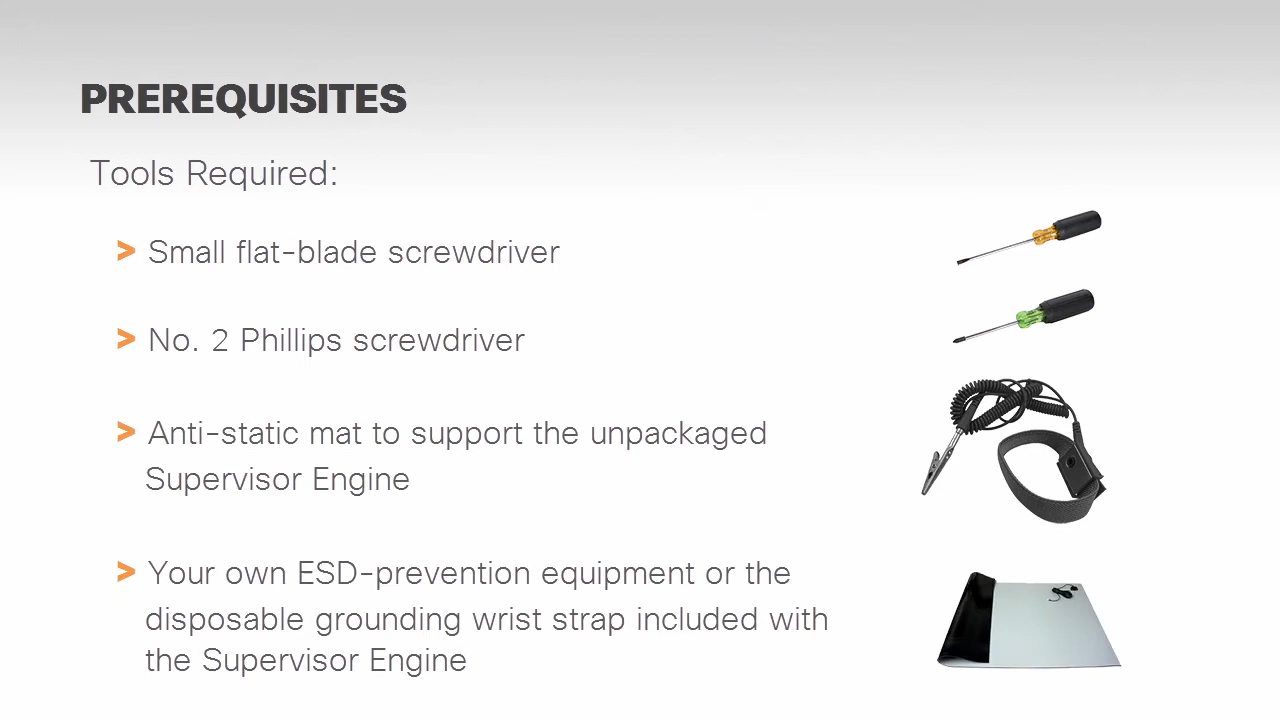 PREREQUISITES
Tools Required:
> Small flat-blade screwdriver
> No. 2 Phillips screwdriver
> Anti-static mat to support the unpackaged
Supervisor Engine
> Your own ESD-prevention equipment or the
disposable grounding wrist strap included with
the Supervisor Engine